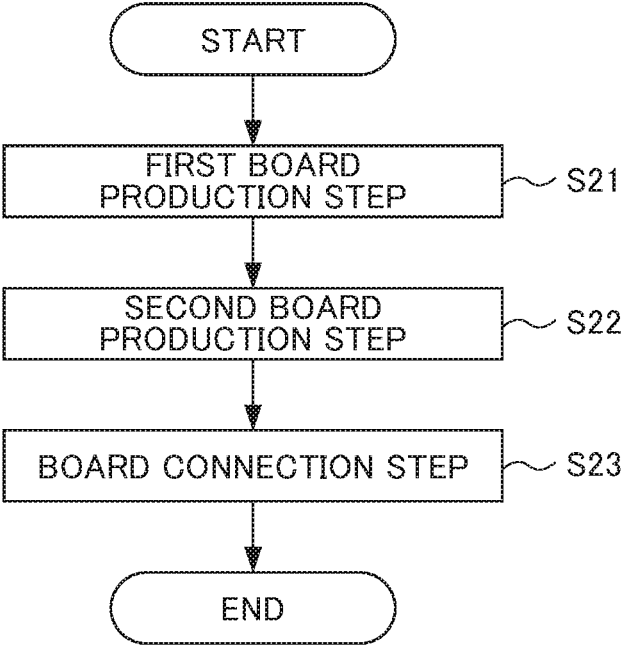 START
FIRST BOARD
PRODUCTION STEP
S21
SECOND BOARD
PRODUCTION STEP
S22
BOARD CONNECTION STEP
S23
END